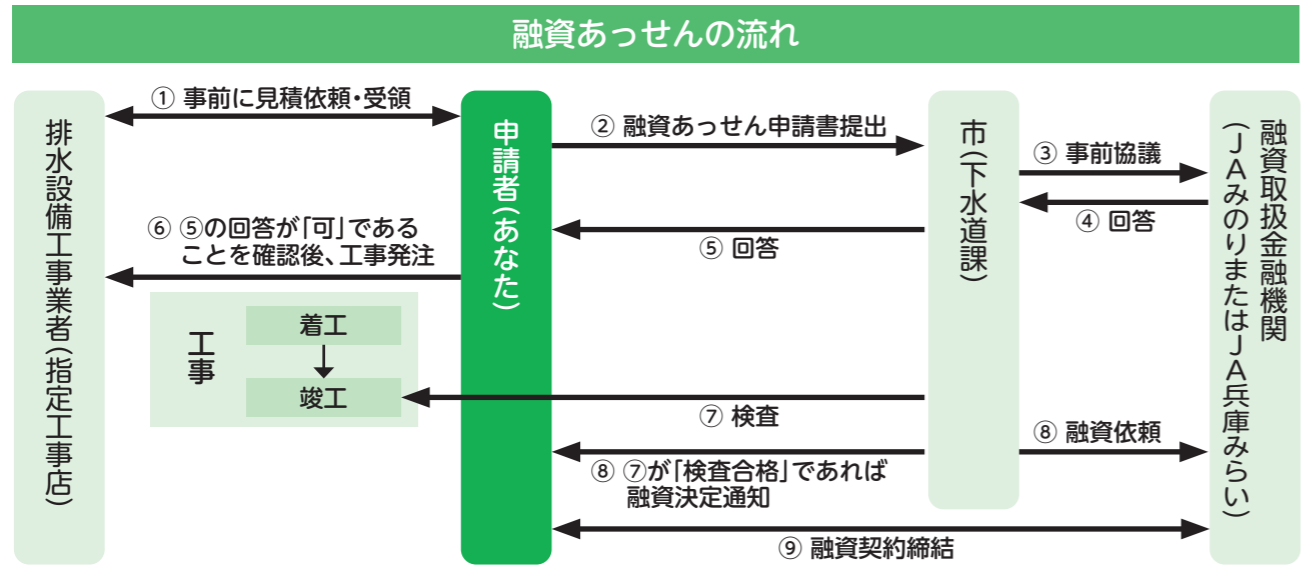 融資あっせんの流れ
排水設備工事業者(指定工事店)
申請者(あなた)
市(下水道課)
融資取扱金融機関
(JAみのりまたはJA兵庫みらい)
① 事前に見積依頼・受領
② 融資あっせん申請書提出
③ 事前協議
④ 回答
⑤ 回答
⑥ ⑤の回答が「可」である
ことを確認後、工事発注
工事
着工
竣工
⑦ 検査
⑧ ⑦が「検査合格」であれば
融資決定通知
⑧ 融資依頼
⑨ 融資契約締結